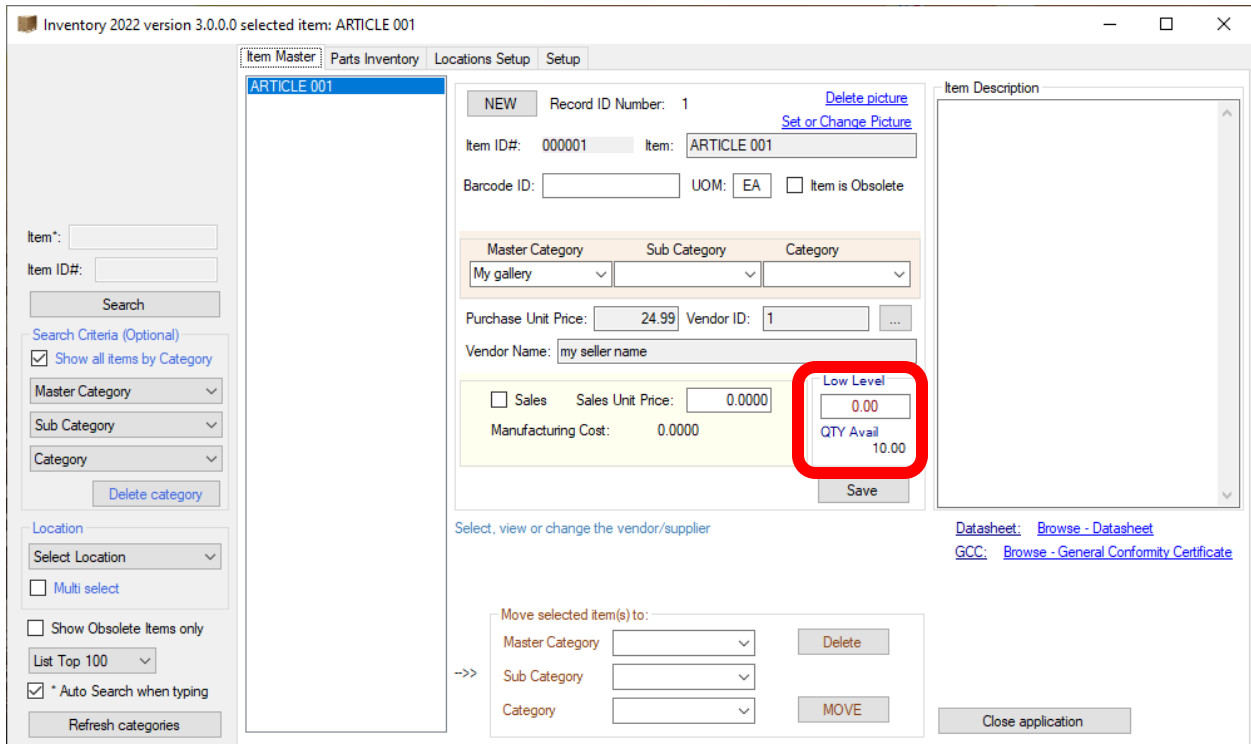 Inventory 2022 version 3.0.0.0 selected item: ARTICLE 001
Item Master Parts Inventory Locations Setup Setup
Item*:
Item ID#:
Search
Search Criteria (Optional)
Show all items by Category
Master Category
Sub Category
Category
Delete category
Location
Select Location
Multi select
Show Obsolete Items only
List Top 100
* Auto Search when typing
Refresh categories
ARTICLE 001
NEW Record ID Number: 1 Delete picture
Set or Change Picture
Item ID#: 000001 Item: ARTICLE 001
Barcode ID: UOM: EA Item is Obsolete
Master Category Sub Category Category
My gallery
Purchase Unit Price: 24.99 Vendor ID: 1 ...
Vendor Name: my seller name
Sales Sales Unit Price: 0.0000
Manufacturing Cost: 0.0000
Low Level
0.00
QTY Avail
10.00
Save
Select, view or change the vendor/supplier
-->>
Move selected item(s) to:
Master Category Delete
Sub Category
Category MOVE
Item Description
Datasheet: Browse - Datasheet
GCC: Browse - General Conformity Certificate
Close application